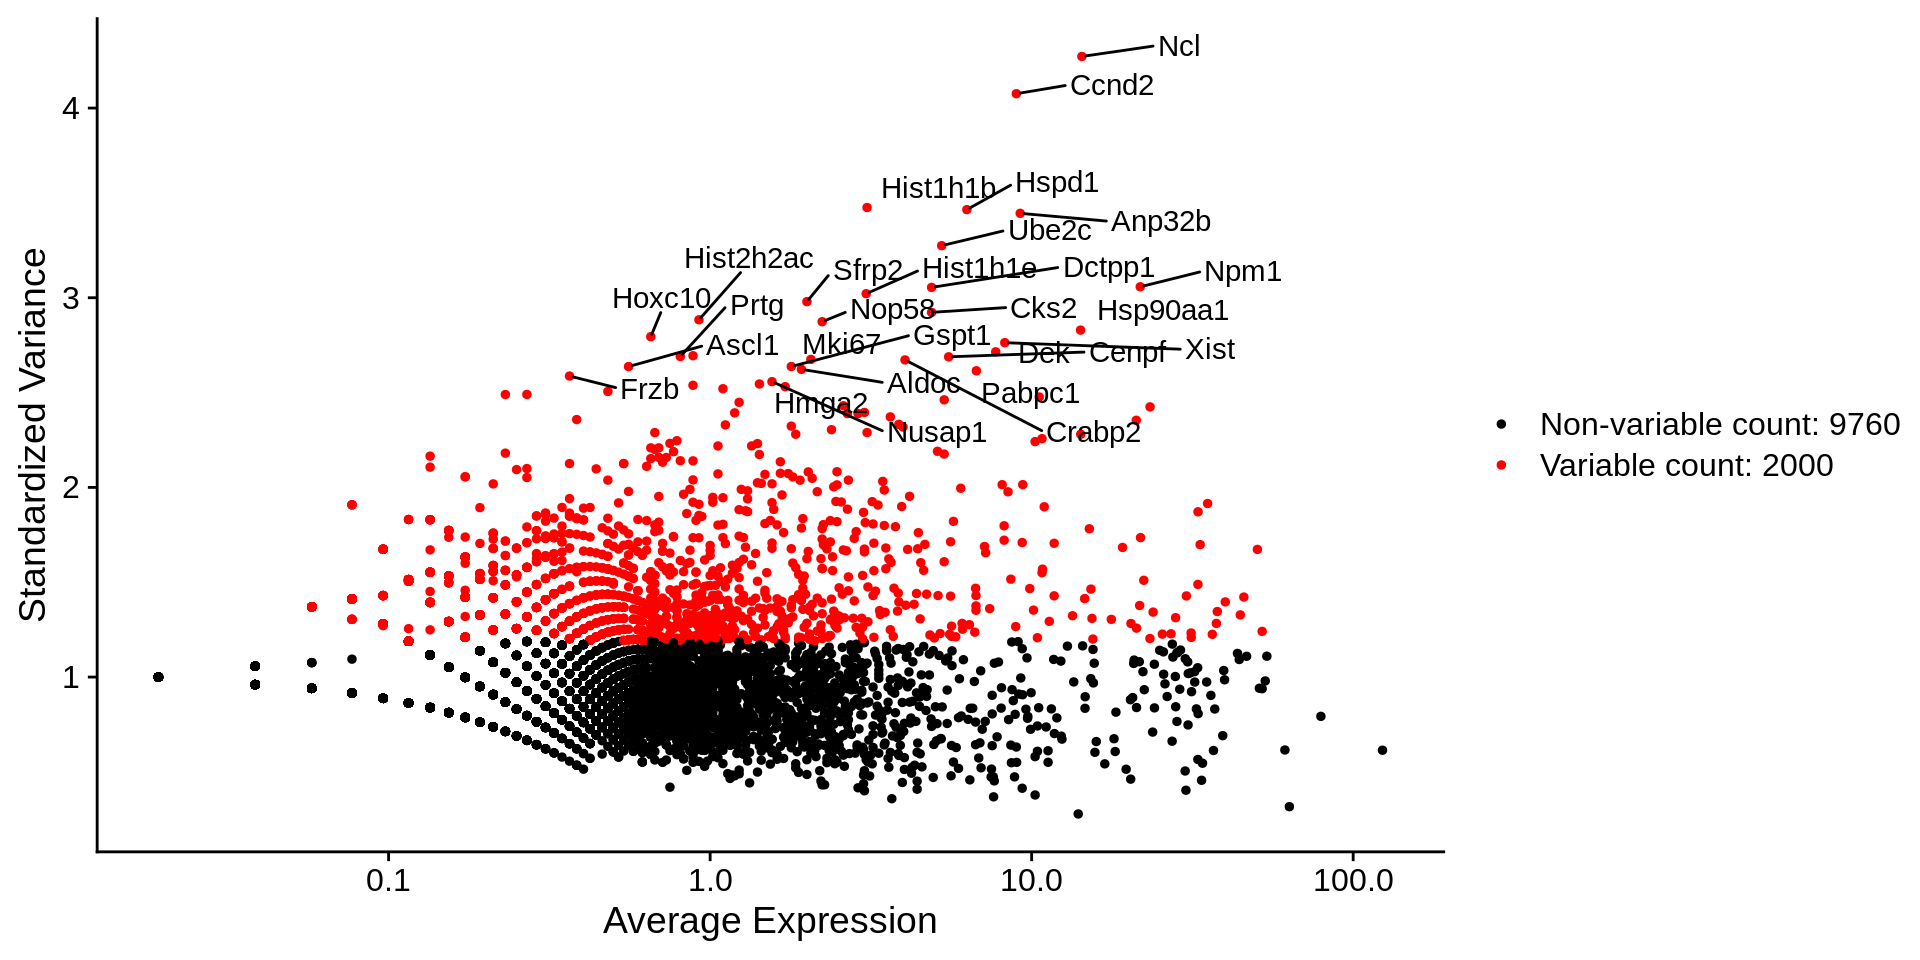 Ncl
Ccnd2
4
Hist1h1b
Hspd1
Anp32b
Ube2c
Hist2h2ac
Sfrp2
Hist1h1e
Dctpp1
Npm1
3
Hoxc10
Prtg
Nop58
Cks2
Hsp90aa1
Ascl1
Mki67
Gspt1
Dek
Cenpf
Xist
Frzb
Aldoc
Pabpc1
Hmga2
Nusap1
Crabp2
Standardized Variance
Non-variable count: 9760
Variable count: 2000
2
1
0.1
1.0
10.0
100.0
Average Expression